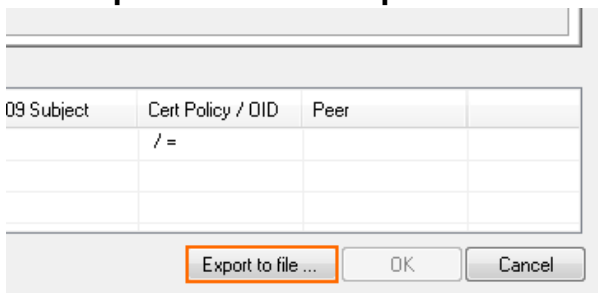 09 Subject Cert Policy / OID Peer
/ =
Export to file ... OK Cancel